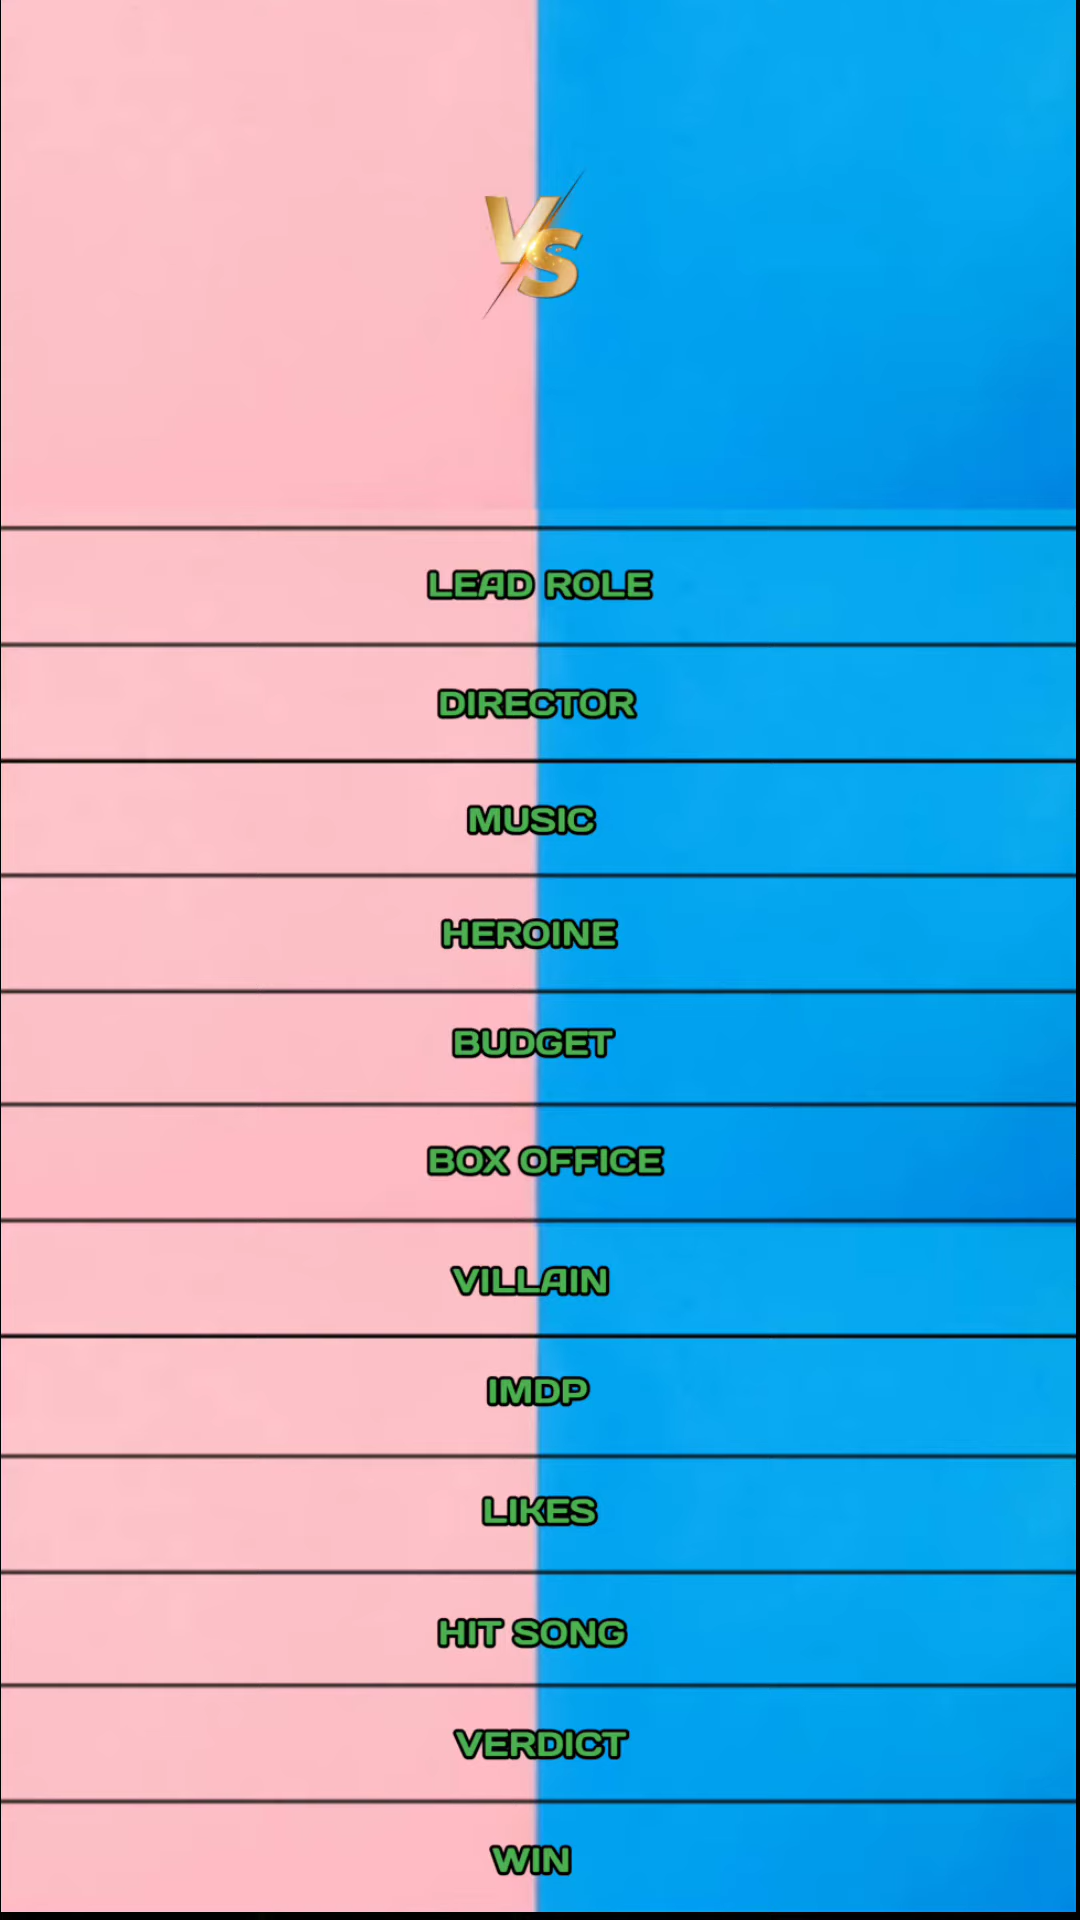 VS
LEAD ROLE
DIRECTOR
MUSIC
HEROINE
BUDGET
BOX OFFICE
VILLAIN
IMDP
LIKES
HIT SONG
VERDICT
WIN